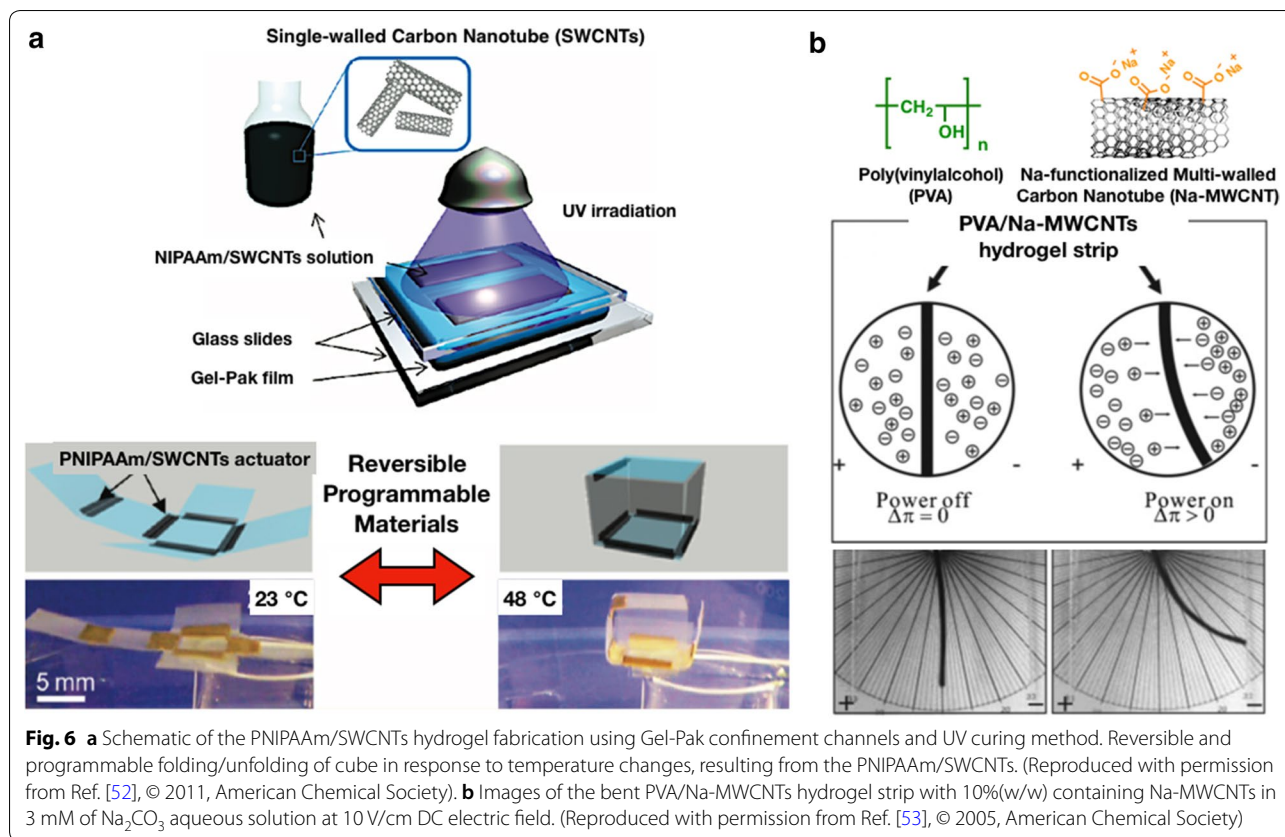 a
Single-walled Carbon Nanotube (SWCNTs)
UV irradiation
NIPAAm/SWCNTs solution
Glass slides
Gel-Pak film
PNIPAAm/SWCNTs actuator
Reversible
Programmable
Materials
23 °C
48 °C
5 mm
b
CH₂
OH
n
O⁻ Na⁺
O
O⁻ Na⁺
O
O⁻ Na⁺
O
Poly(vinylalcohol)
(PVA)
Na-functionalized Multi-walled
Carbon Nanotube (Na-MWCNT)
PVA/Na-MWCNTs
hydrogel strip
+
-
Power off
Δπ = 0
+
-
Power on
Δπ > 0
+
−
+
−
Fig. 6 a Schematic of the PNIPAAm/SWCNTs hydrogel fabrication using Gel-Pak confinement channels and UV curing method. Reversible and
programmable folding/unfolding of cube in response to temperature changes, resulting from the PNIPAAm/SWCNTs. (Reproduced with permission
from Ref. [52], © 2011, American Chemical Society). b Images of the bent PVA/Na-MWCNTs hydrogel strip with 10%(w/w) containing Na-MWCNTs in
3 mM of Na₂CO₃ aqueous solution at 10 V/cm DC electric field. (Reproduced with permission from Ref. [53], © 2005, American Chemical Society)